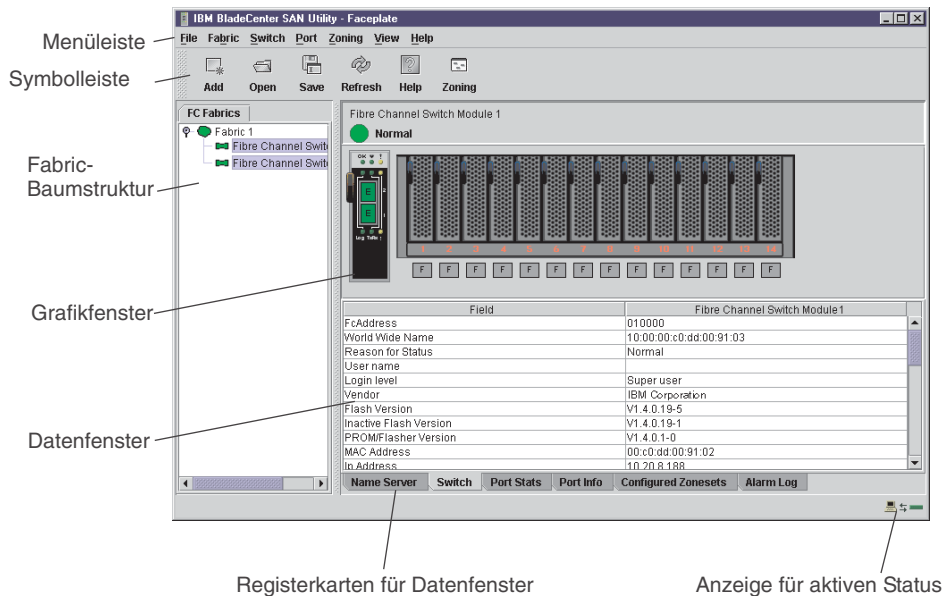 IBM BladeCenter SAN Utility - Faceplate
Menüleiste
File Fabric Switch Port Zoning View Help
Symbolleiste
Add Open Save Refresh Help Zoning
FC Fabrics
Fabric 1
Fibre Channel Swit
Fibre Channel Swit
Fibre Channel Switch Module 1
Normal
OK
E 2
E 1
Log TxRx
1 2 3 4 5 6 7 8 9 10 11 12 13 14
F F F F F F F F F F F F F F
Fabric-
Baumstruktur
Grafikfenster
Field Fibre Channel Switch Module1
FcAddress 010000
World Wide Name 10:00:00:c0:dd:00:91:03
Reason for Status Normal
User name
Login level Super user
Vendor IBM Corporation
Flash Version V1.4.0.19-5
Inactive Flash Version V1.4.0.19-1
PROM/Flasher Version V1.4.0.1-0
MAC Address 00:c0:dd:00:91:02
Ip Address 10.20.8.188
Datenfenster
Name Server Switch Port Stats Port Info Configured Zonesets Alarm Log
Registerkarten für Datenfenster
Anzeige für aktiven Status